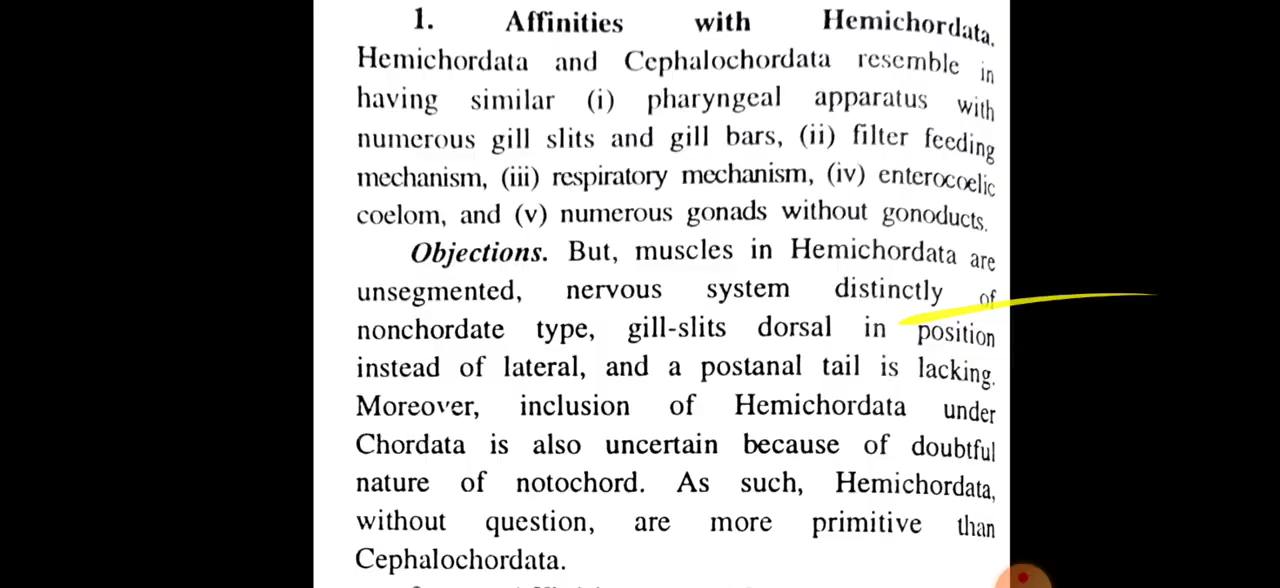 1. Affinities with Hemichordata.
Hemichordata and Cephalochordata resemble in
having similar (i) pharyngeal apparatus with
numerous gill slits and gill bars, (ii) filter feeding
mechanism, (iii) respiratory mechanism, (iv) enterocoelic
coelom, and (v) numerous gonads without gonoducts.
Objections. But, muscles in Hemichordata are
unsegmented, nervous system distinctly of
nonchordate type, gill-slits dorsal in position
instead of lateral, and a postanal tail is lacking.
Moreover, inclusion of Hemichordata under
Chordata is also uncertain because of doubtful
nature of notochord. As such, Hemichordata,
without question, are more primitive than
Cephalochordata.